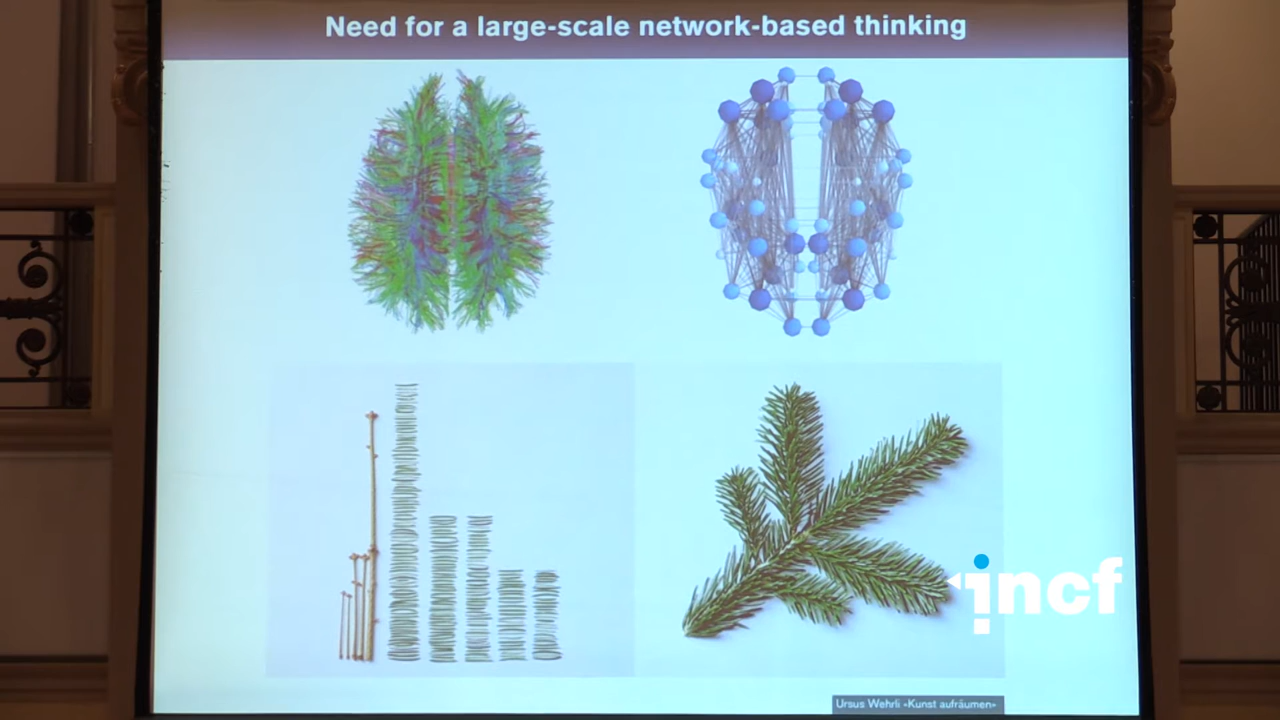 Need for a large-scale network-based thinking
incf
Ursus Wehrli «Kunst aufräumen»